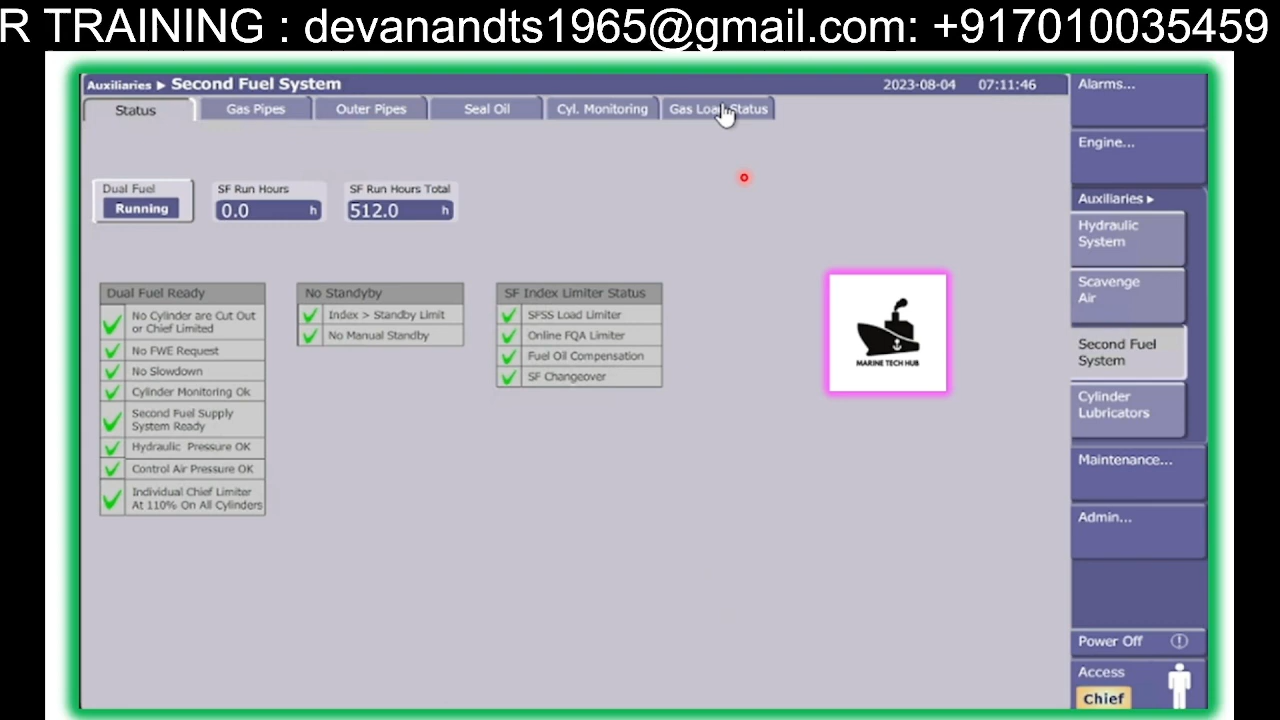 R TRAINING : devanandts1965@gmail.com: +917010035459
Auxiliaries ▶ Second Fuel System
2023-08-04 07:11:46
Status
Gas Pipes
Outer Pipes
Seal Oil
Cyl. Monitoring
Gas Load Status
Dual Fuel
Running
SF Run Hours
0.0 h
SF Run Hours Total
512.0 h
Dual Fuel Ready
No Cylinder are Cut Out
or Chief Limited
No FWE Request
No Slowdown
Cylinder Monitoring Ok
Second Fuel Supply
System Ready
Hydraulic Pressure OK
Control Air Pressure OK
Individual Chief Limiter
At 110% On All Cylinders
No Standyby
Index > Standby Limit
No Manual Standby
SF Index Limiter Status
SFSS Load Limiter
Online FQA Limiter
Fuel Oil Compensation
SF Changeover
MARINE TECH HUB
Alarms...
Engine...
Auxiliaries ▶
Hydraulic
System
Scavenge
Air
Second Fuel
System
Cylinder
Lubricators
Maintenance...
Admin...
Power Off
Access
Chief